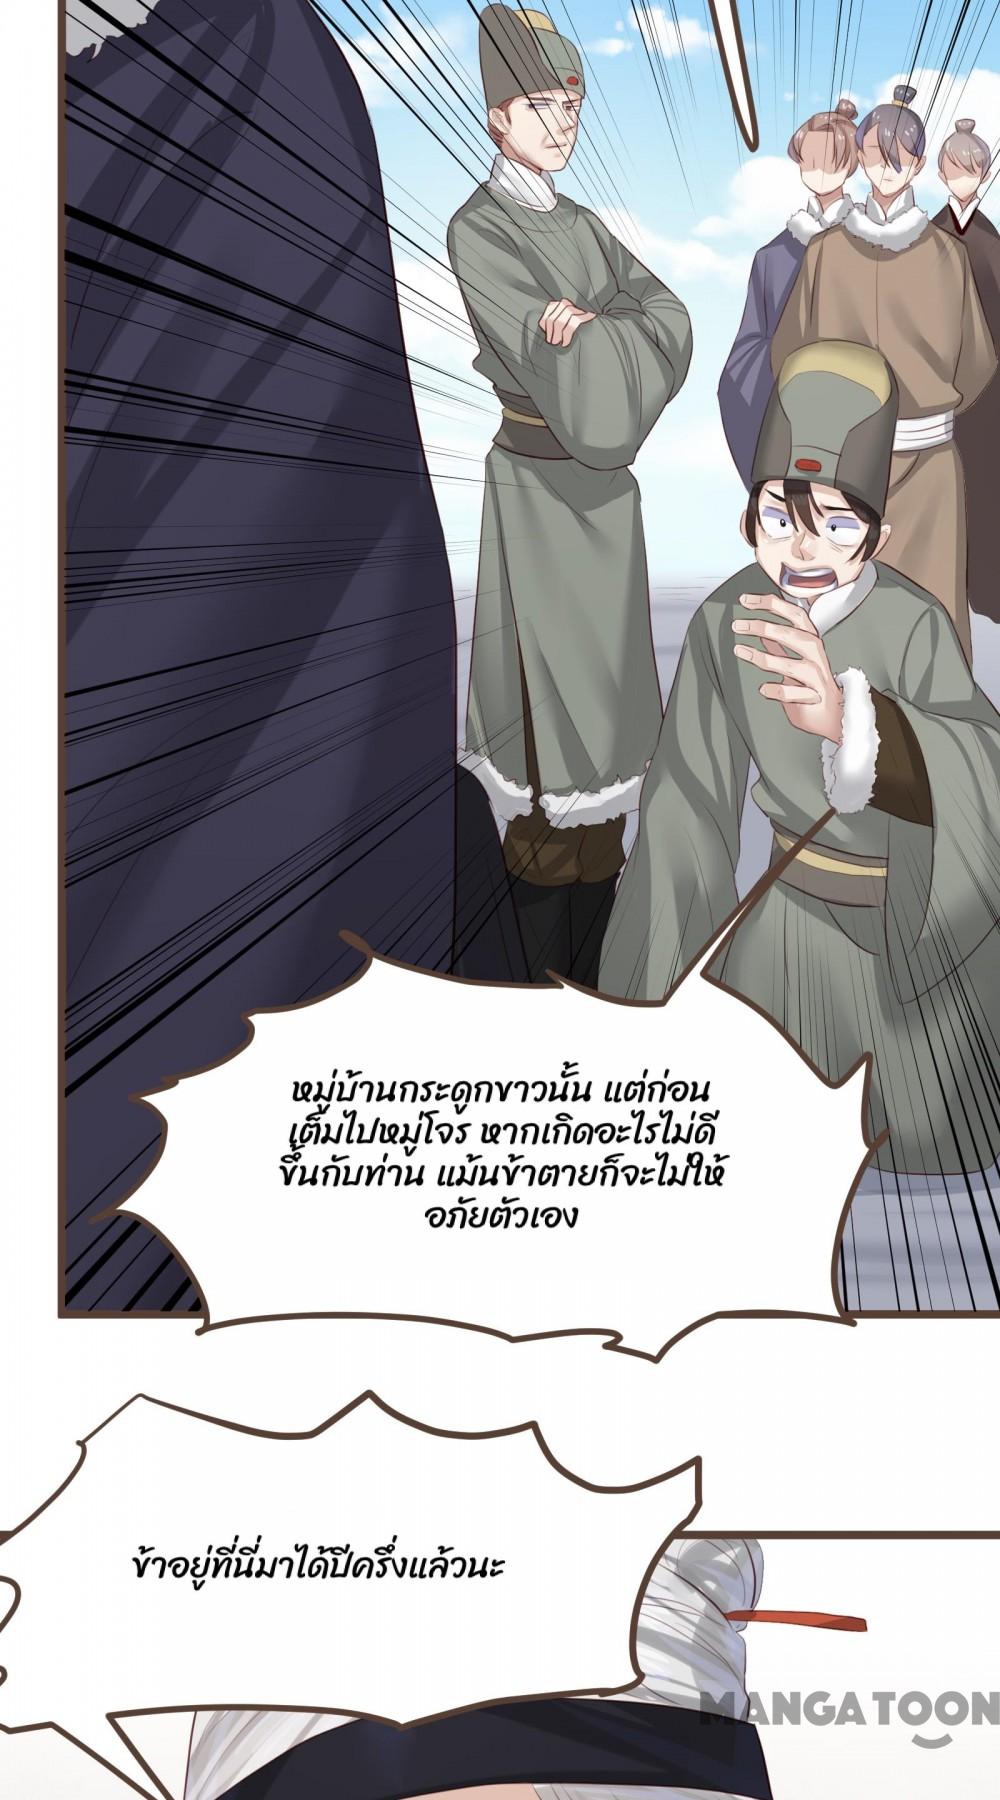 หมู่บ้านกระดูกขาวนั้น แต่ก่อน
เต็มไปหมู่โจร หากเกิดอะไรไม่ดี
ขึ้นกับท่าน แม้นข้าตายก็จะไม่ให้
อภัยตัวเอง
ข้าอยู่ที่นี่มาได้ปีครึ่งแล้วนะ
MANGATOON